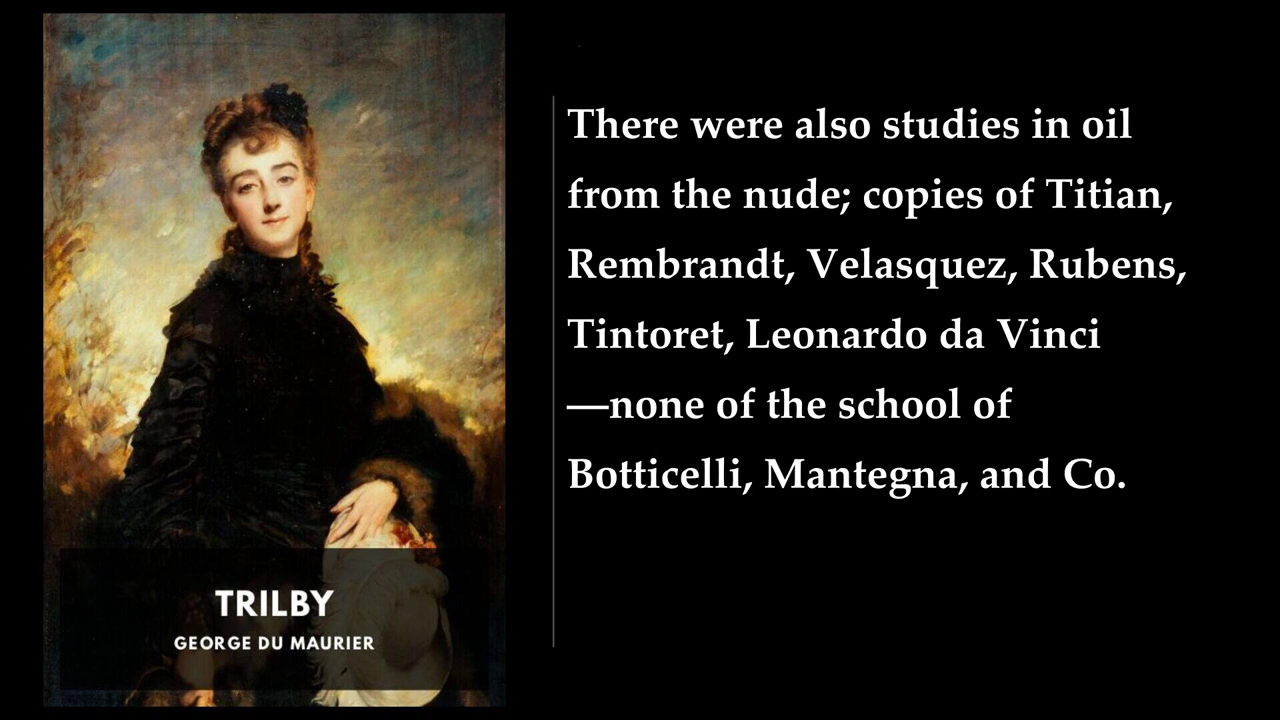 TRILBY
GEORGE DU MAURIER
There were also studies in oil
from the nude; copies of Titian,
Rembrandt, Velasquez, Rubens,
Tintoret, Leonardo da Vinci
—none of the school of
Botticelli, Mantegna, and Co.